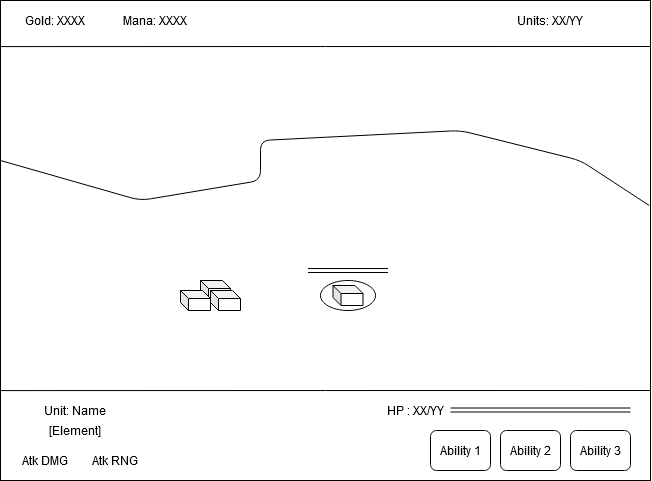 Gold: XXXX Mana: XXXX Units: XX/YY
Unit: Name
[Element]
Atk DMG Atk RNG
HP : XX/YY
Ability 1 Ability 2 Ability 3